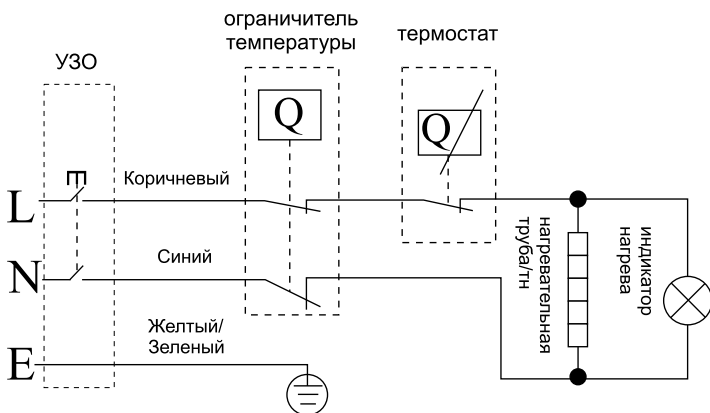 ограничитель
температуры
термостат
УЗО
Q
Q
L
Коричневый
N
Синий
E
Желтый/
Зеленый
нагревательная
труба/тн
индикатор
нагрева